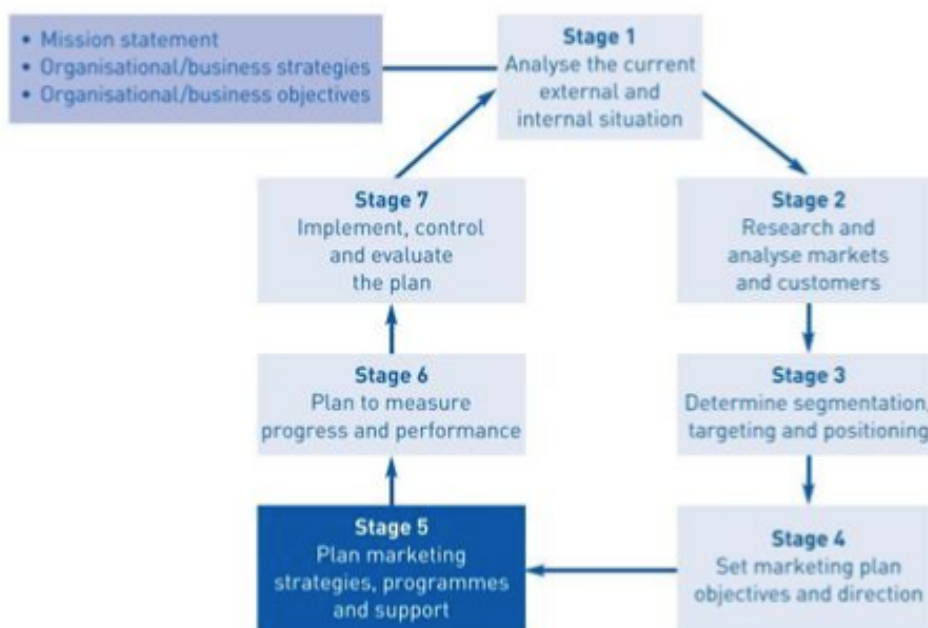 • Mission statement
• Organisational/business strategies
• Organisational/business objectives
Stage 1
Analyse the current
external and
internal situation
Stage 2
Research and
analyse markets
and customers
Stage 3
Determine segmentation,
targeting and positioning
Stage 4
Set marketing plan
objectives and direction
Stage 5
Plan marketing
strategies, programmes
and support
Stage 6
Plan to measure
progress and performance
Stage 7
Implement, control
and evaluate
the plan